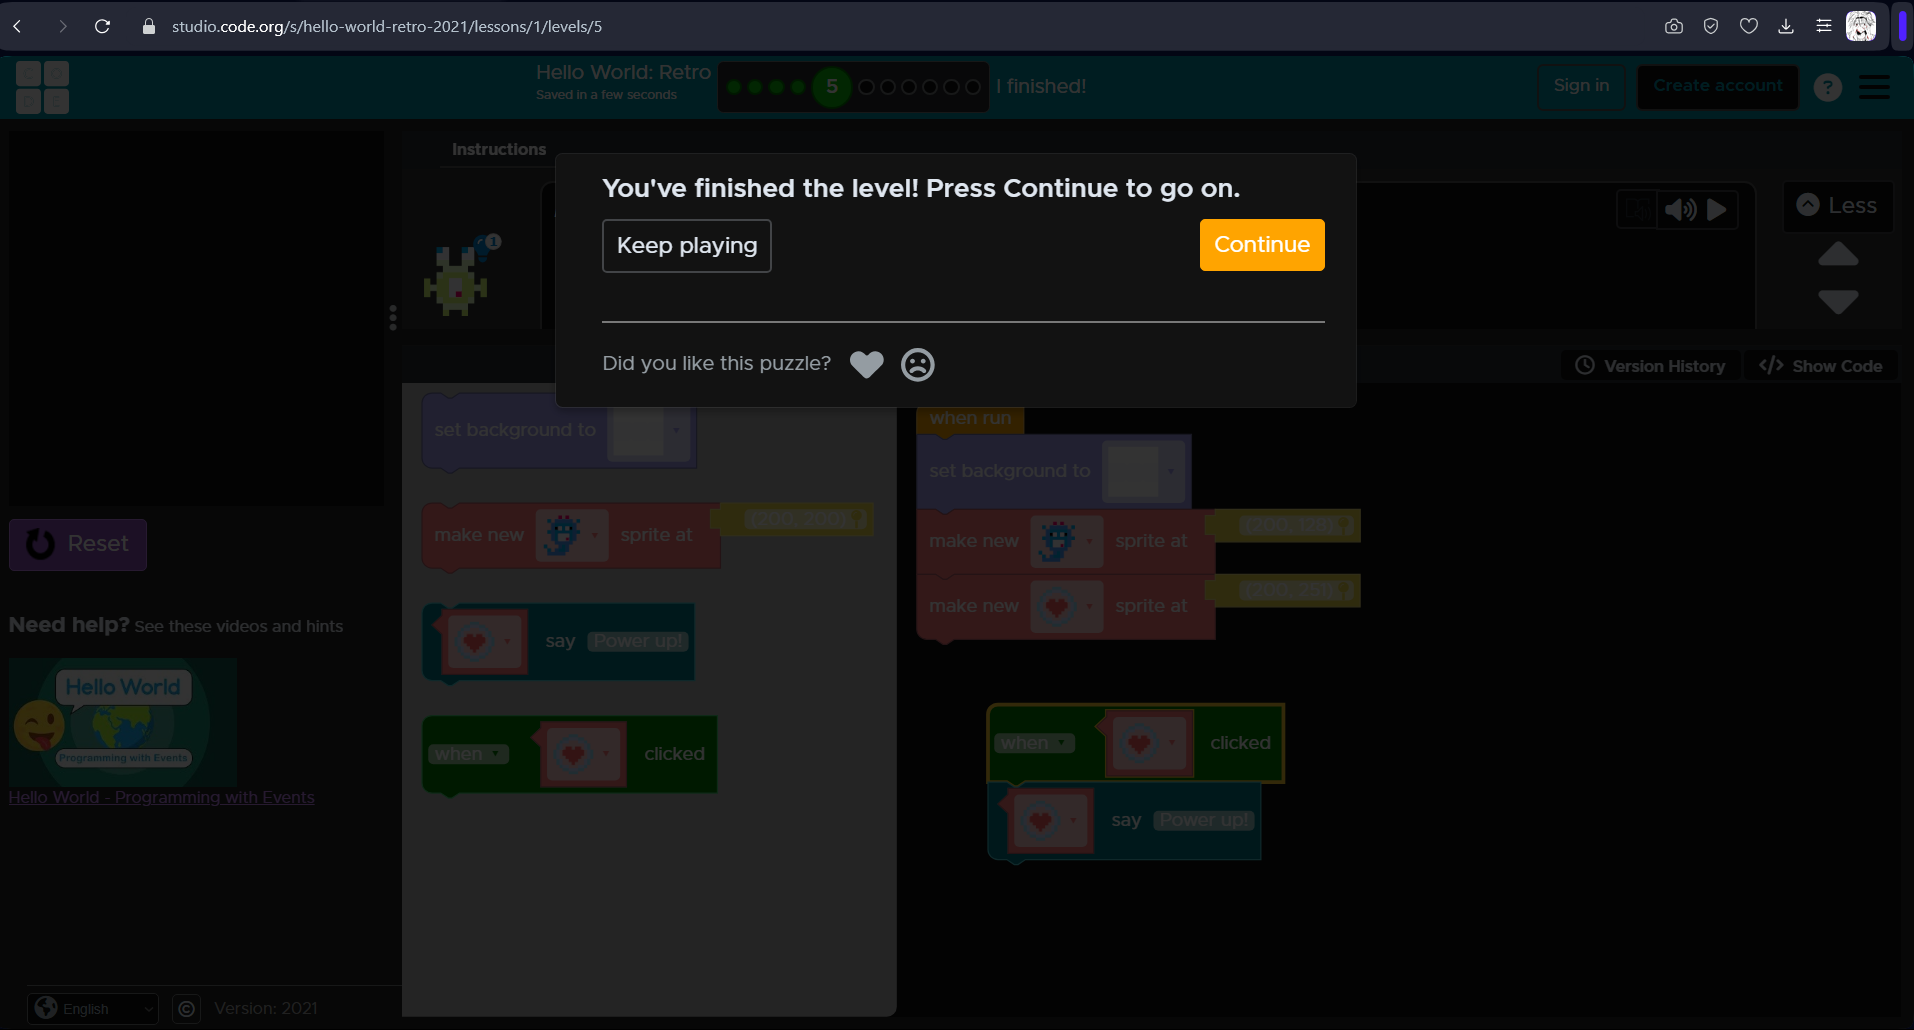 studio.code.org/s/hello-world-retro-2021/lessons/1/levels/5
Hello World: Retro
Saved in a few seconds
5
I finished!
Sign in
Create account
?
Instructions
You've finished the level! Press Continue to go on.
Keep playing
Continue
Did you like this puzzle?
1
Less
Version History
</> Show Code
set background to
make new sprite at (200, 200)
say Power up!
when clicked
when run
set background to
make new sprite at (200, 129)
make new sprite at (200, 251)
when clicked
say Power up!
Reset
Need help? See these videos and hints
Hello World
Programming with Events
Hello World - Programming with Events
English
©
Version: 2021